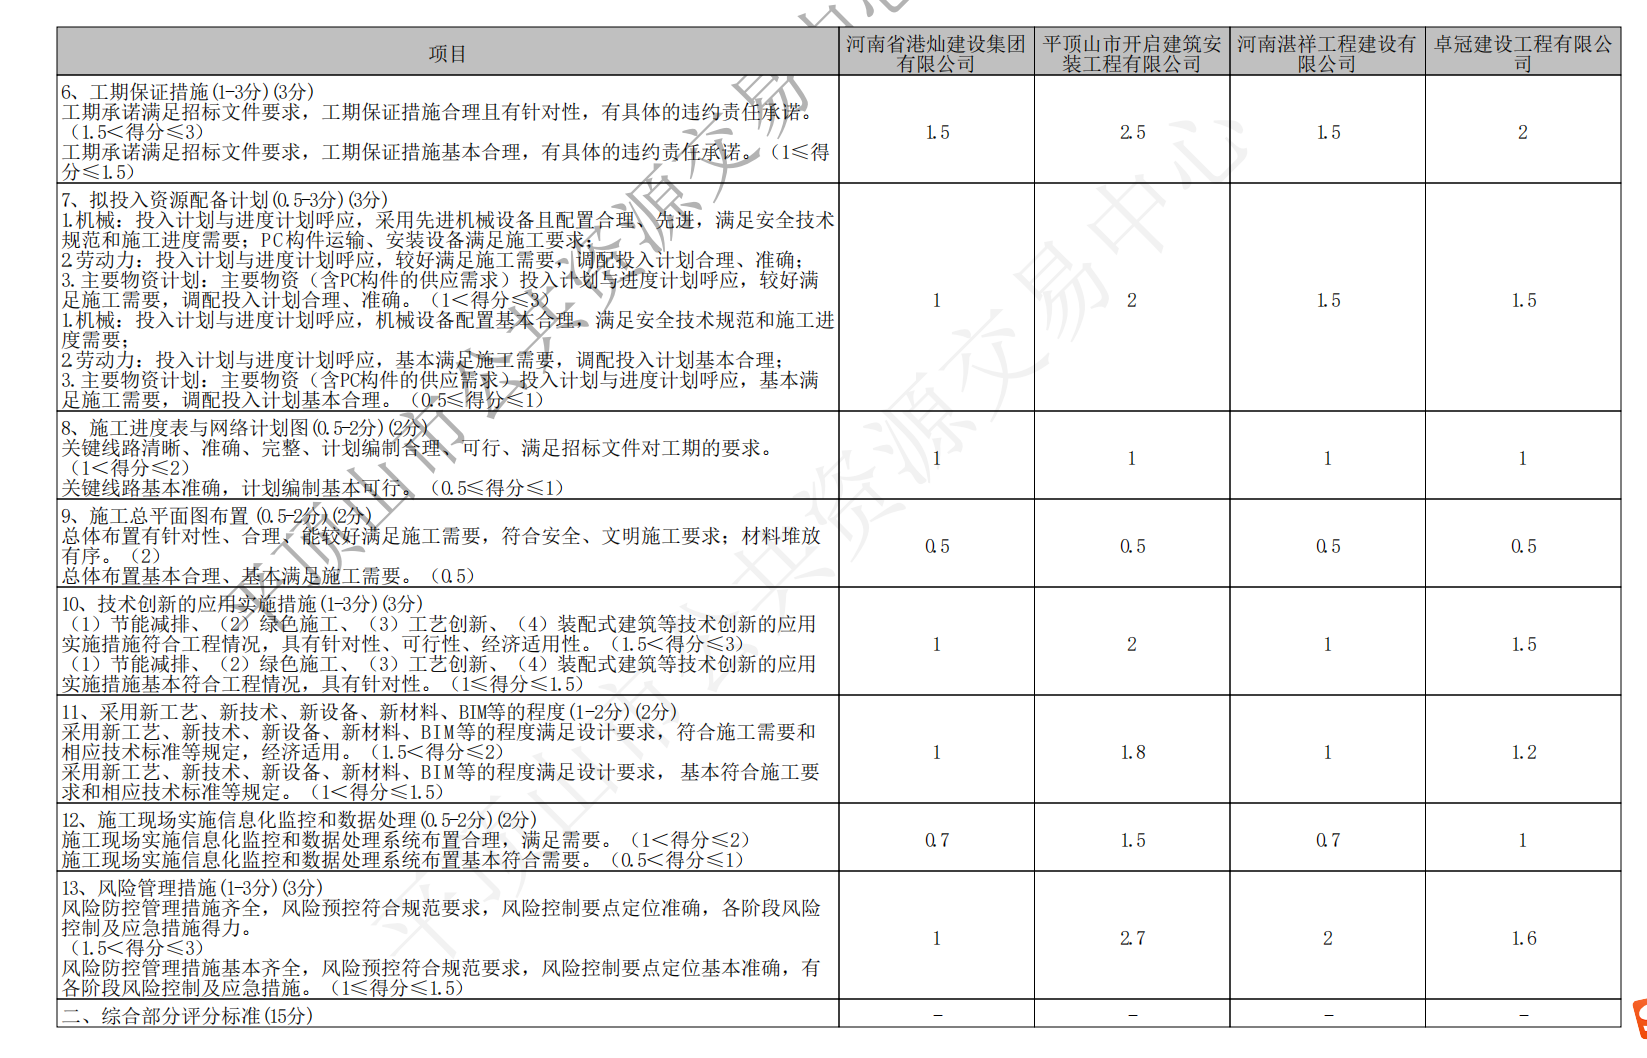 项目
河南省港灿建设集团
有限公司
平顶山市开启建筑安
装工程有限公司
河南湛祥工程建设有
限公司
卓冠建设工程有限公
司
6、工期保证措施(1-3分)(3分)
工期承诺满足招标文件要求，工期保证措施合理且有针对性，有具体的违约责任承诺。
（1.5＜得分≤3）
工期承诺满足招标文件要求，工期保证措施基本合理，有具体的违约责任承诺。（1≤得
分≤1.5）
1.5
2.5
1.5
2
7、拟投入资源配备计划(0.5-3分)(3分)
1.机械：投入计划与进度计划呼应，采用先进机械设备且配置合理、先进，满足安全技术
规范和施工进度需要；PC构件运输、安装设备满足施工要求；
2.劳动力：投入计划与进度计划呼应，较好满足施工需要，调配投入计划合理、准确；
3.主要物资计划：主要物资（含PC构件的供应需求）投入计划与进度计划呼应，较好满
足施工需要，调配投入计划合理、准确。（1＜得分≤3）
1.机械：投入计划与进度计划呼应，机械设备配置基本合理，满足安全技术规范和施工进
度需要；
2.劳动力：投入计划与进度计划呼应，基本满足施工需要，调配投入计划基本合理；
3.主要物资计划：主要物资（含PC构件的供应需求）投入计划与进度计划呼应，基本满
足施工需要，调配投入计划基本合理。（0.5≤得分≤1）
1
2
1.5
1.5
8、施工进度表与网络计划图(0.5-2分)(2分)
关键线路清晰、准确、完整、计划编制合理、可行、满足招标文件对工期的要求。
（1＜得分≤2）
关键线路基本准确，计划编制基本可行。（0.5≤得分≤1）
1
1
1
1
9、施工总平面图布置(0.5-2分)(2分)
总体布置有针对性、合理、能较好满足施工需要，符合安全、文明施工要求；材料堆放
有序。（2）
总体布置基本合理、基本满足施工需要。（0.5）
0.5
0.5
0.5
0.5
10、技术创新的应用实施措施(1-3分)(3分)
（1）节能减排、（2）绿色施工、（3）工艺创新、（4）装配式建筑等技术创新的应用
实施措施符合工程情况，具有针对性、可行性、经济适用性。（1.5＜得分≤3）
（1）节能减排、（2）绿色施工、（3）工艺创新、（4）装配式建筑等技术创新的应用
实施措施基本符合工程情况，具有针对性。（1≤得分≤1.5）
1
2
1
1.5
11、采用新工艺、新技术、新设备、新材料、BIM等的程度(1-2分)(2分)
采用新工艺、新技术、新设备、新材料、BIM等的程度满足设计要求，符合施工需要和
相应技术标准等规定，经济适用。（1.5＜得分≤2）
采用新工艺、新技术、新设备、新材料、BIM等的程度满足设计要求， 基本符合施工要
求和相应技术标准等规定。（1＜得分≤1.5）
1
1.8
1
1.2
12、施工现场实施信息化监控和数据处理(0.5-2分)(2分)
施工现场实施信息化监控和数据处理系统布置合理，满足需要。（1＜得分≤2）
施工现场实施信息化监控和数据处理系统布置基本符合需要。（0.5＜得分≤1）
0.7
1.5
0.7
1
13、风险管理措施(1-3分)(3分)
风险防控管理措施齐全，风险预控符合规范要求，风险控制要点定位准确，各阶段风险
控制及应急措施得力。
（1.5＜得分≤3）
风险防控管理措施基本齐全，风险预控符合规范要求，风险控制要点定位基本准确，有
各阶段风险控制及应急措施。（1≤得分≤1.5）
1
2.7
2
1.6
二、综合部分评分标准(15分)
-
-
-
-
平顶山市公共资源交易中心
平顶山市公共资源交易中心